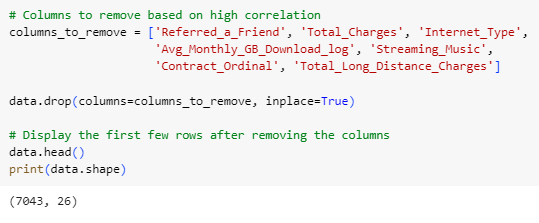 # Columns to remove based on high correlation
columns_to_remove = ['Referred_a_Friend', 'Total_Charges', 'Internet_Type',
'Avg_Monthly_GB_Download_log', 'Streaming_Music',
'Contract_Ordinal', 'Total_Long_Distance_Charges']
data.drop(columns=columns_to_remove, inplace=True)
# Display the first few rows after removing the columns
data.head()
print(data.shape)
(7043, 26)